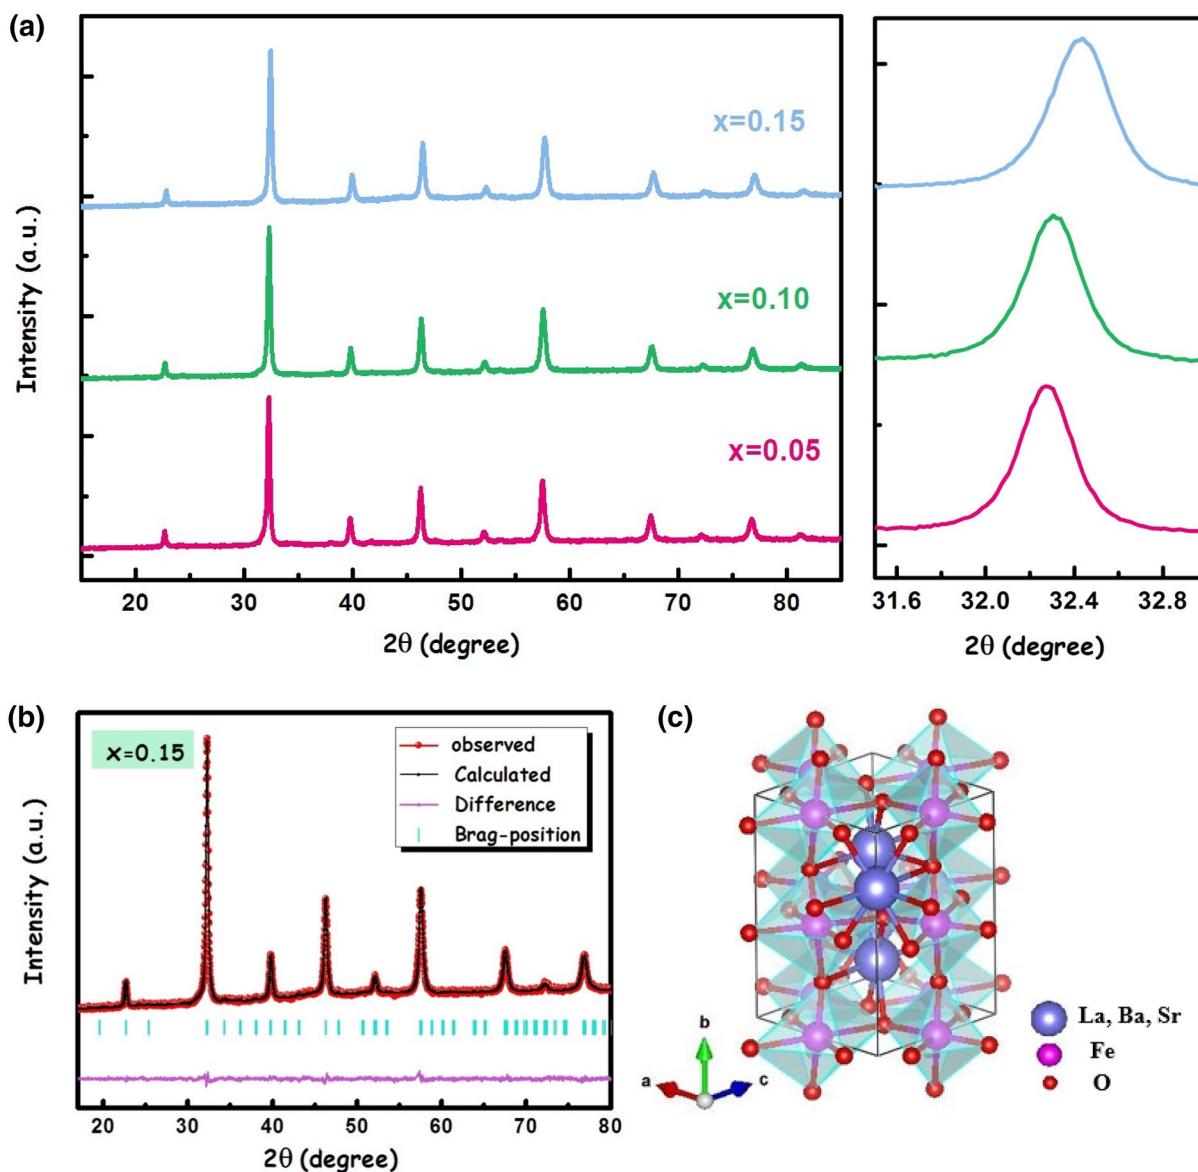 (a)
Intensity (a.u.)
x=0.15
x=0.10
x=0.05
20 30 40 50 60 70 80
2θ (degree)
31.6 32.0 32.4 32.8
2θ (degree)
(b)
Intensity (a.u.)
x=0.15
observed
Calculated
Difference
Brag-position
20 30 40 50 60 70 80
2θ (degree)
(c)
b
a
c
La, Ba, Sr
Fe
O